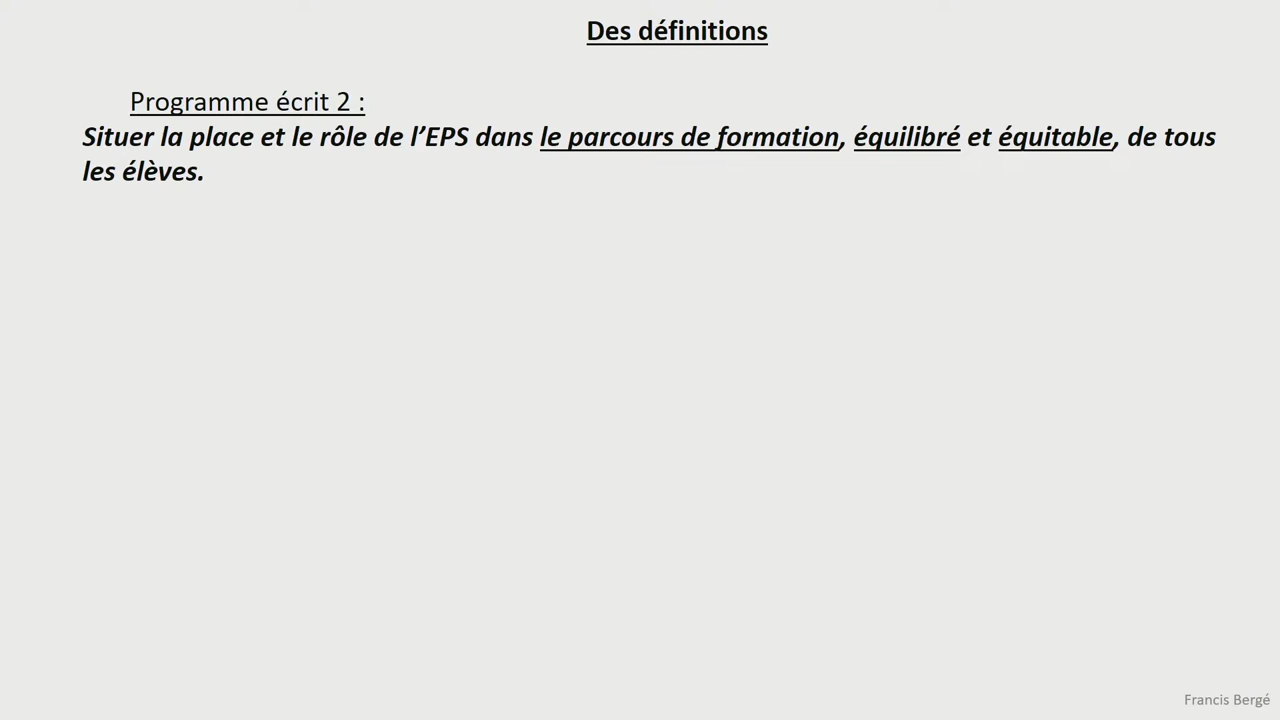 Des définitions
Programme écrit 2 :
Situer la place et le rôle de l’EPS dans le parcours de formation, équilibré et équitable, de tous
les élèves.
Francis Bergé